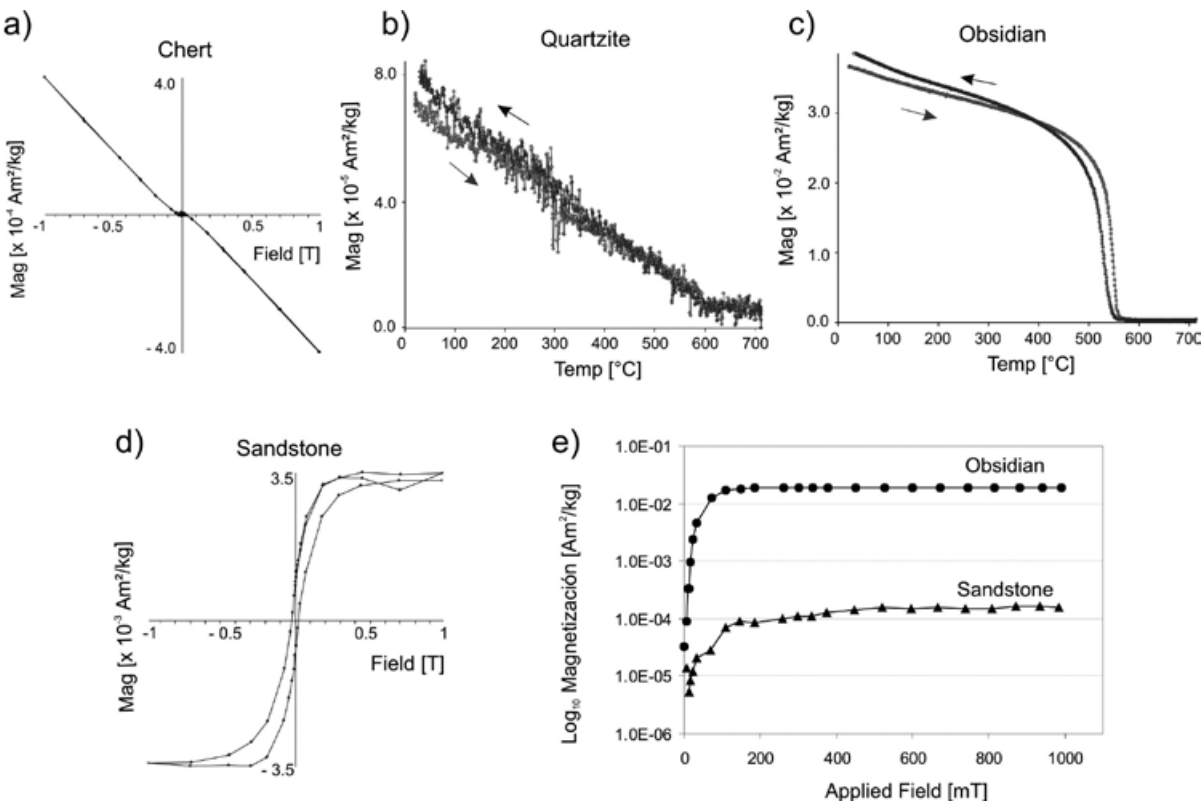 a)
Chert
4.0
Mag [x 10⁻⁴ Am²/kg]
-1
- 0.5
0.5
1
Field [T]
- 4.0
b)
Quartzite
8.0
4.0
0.0
Mag [x 10⁻⁵ Am²/kg]
0 100 200 300 400 500 600 700
Temp [°C]
c)
Obsidian
3.0
2.0
1.0
0.0
Mag [x 10⁻² Am²/kg]
0 100 200 300 400 500 600 700
Temp [°C]
d)
Sandstone
3.5
Mag [x 10⁻³ Am²/kg]
-1
- 0.5
0.5
1
Field [T]
- 3.5
e)
1.0E-01
1.0E-02
1.0E-03
1.0E-04
1.0E-05
1.0E-06
Log₁₀ Magnetización [Am²/kg]
Obsidian
Sandstone
0 200 400 600 800 1000
Applied Field [mT]